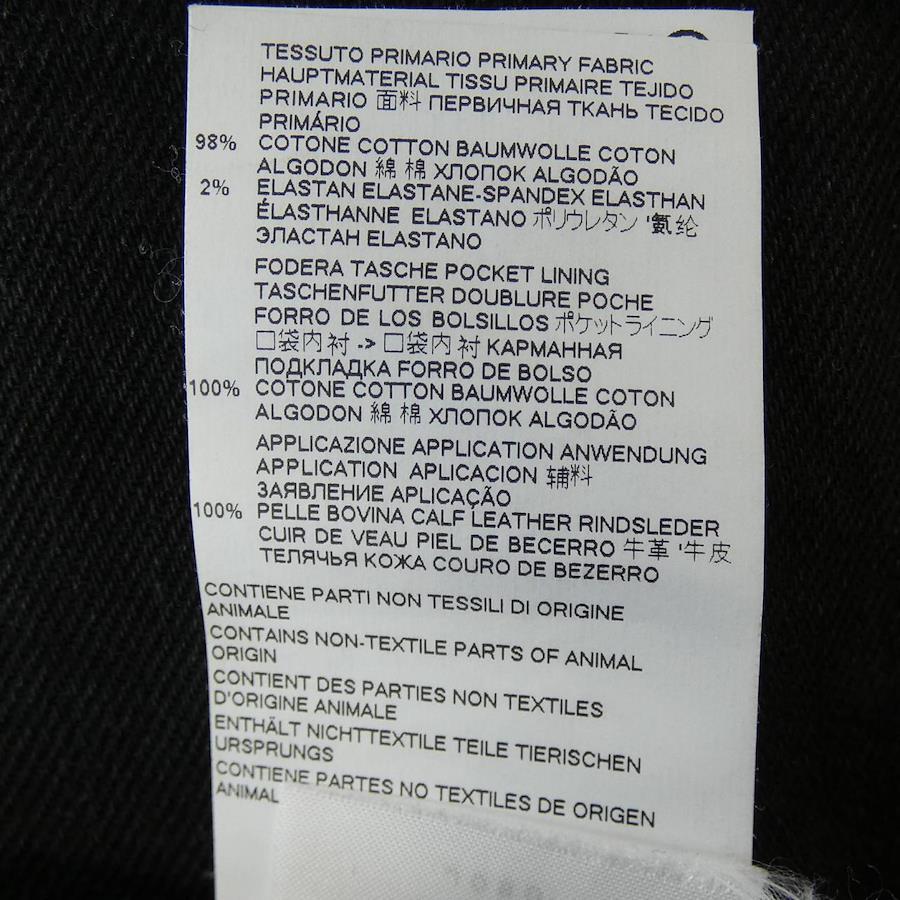 TESSUTO PRIMARIO PRIMARY FABRIC
HAUPTMATERIAL TISSU PRIMAIRE TEJIDO
PRIMARIO 面料 ПЕРВИЧНАЯ ТКАНЬ TECIDO
PRIMÁRIO
98% COTONE COTTON BAUMWOLLE COTON
ALGODON 綿 棉 ХЛОПОК ALGODÃO
2% ELASTAN ELASTANE-SPANDEX ELASTHAN
ÉLASTHANNE ELASTANO ポリウレタン '氨纶
ЭЛАСТАН ELASTANO
FODERA TASCHE POCKET LINING
TASCHENFUTTER DOUBLURE POCHE
FORRO DE LOS BOLSILLOS ポケットライニング
口袋内衬 -> 口袋内衬 КАРМАННАЯ
ПОДКЛАДКА FORRO DE BOLSO
100% COTONE COTTON BAUMWOLLE COTON
ALGODON 綿 棉 ХЛОПОК ALGODÃO
APPLICAZIONE APPLICATION ANWENDUNG
APPLICATION APLICACION 辅料
ЗАЯВЛЕНИЕ APLICAÇÃO
100% PELLE BOVINA CALF LEATHER RINDSLEDER
CUIR DE VEAU PIEL DE BECERRO 牛革 '牛皮
ТЕЛЯЧЬЯ КОЖА COURO DE BEZERRO
CONTIENE PARTI NON TESSILI DI ORIGINE
ANIMALE
CONTAINS NON-TEXTILE PARTS OF ANIMAL
ORIGIN
CONTIENT DES PARTIES NON TEXTILES
D'ORIGINE ANIMALE
ENTHÄLT NICHTTEXTILE TEILE TIERISCHEN
URSPRUNGS
CONTIENE PARTES NO TEXTILES DE ORIGEN
ANIMAL